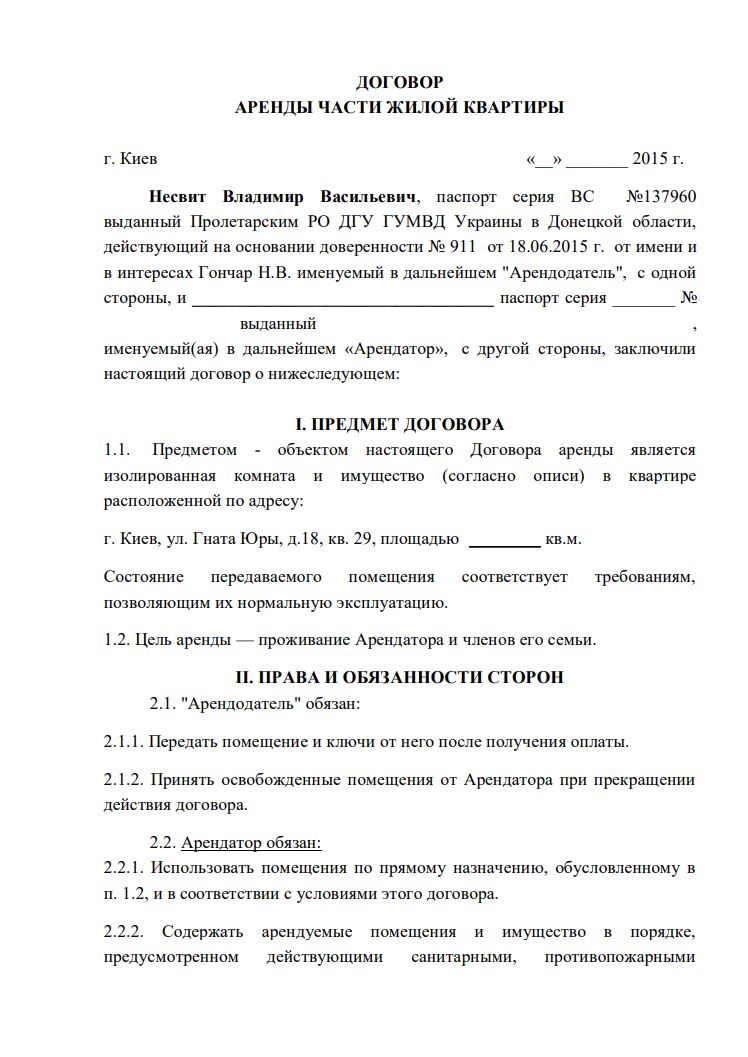 ДОГОВОР
АРЕНДЫ ЧАСТИ ЖИЛОЙ КВАРТИРЫ
г. Киев «__» _______ 2015 г.
Несвит Владимир Васильевич, паспорт серия ВС №137960
выданный Пролетарским РО ДГУ ГУМВД Украины в Донецкой области,
действующий на основании доверенности № 911 от 18.06.2015 г. от имени и
в интересах Гончар Н.В. именуемый в дальнейшем "Арендодатель", с одной
стороны, и __________________________________ паспорт серия _______ №
выданный ,
именуемый(ая) в дальнейшем «Арендатор», с другой стороны, заключили
настоящий договор о нижеследующем:
I. ПРЕДМЕТ ДОГОВОРА
1.1. Предметом - объектом настоящего Договора аренды является
изолированная комната и имущество (согласно описи) в квартире
расположенной по адресу:
г. Киев, ул. Гната Юры, д.18, кв. 29, площадью ________ кв.м.
Состояние передаваемого помещения соответствует требованиям,
позволяющим их нормальную эксплуатацию.
1.2. Цель аренды — проживание Арендатора и членов его семьи.
II. ПРАВА И ОБЯЗАННОСТИ СТОРОН
2.1. "Арендодатель" обязан:
2.1.1. Передать помещение и ключи от него после получения оплаты.
2.1.2. Принять освобожденные помещения от Арендатора при прекращении
действия договора.
2.2. Арендатор обязан:
2.2.1. Использовать помещения по прямому назначению, обусловленному в
п. 1.2, и в соответствии с условиями этого договора.
2.2.2. Содержать арендуемые помещения и имущество в порядке,
предусмотренном действующими санитарными, противопожарными